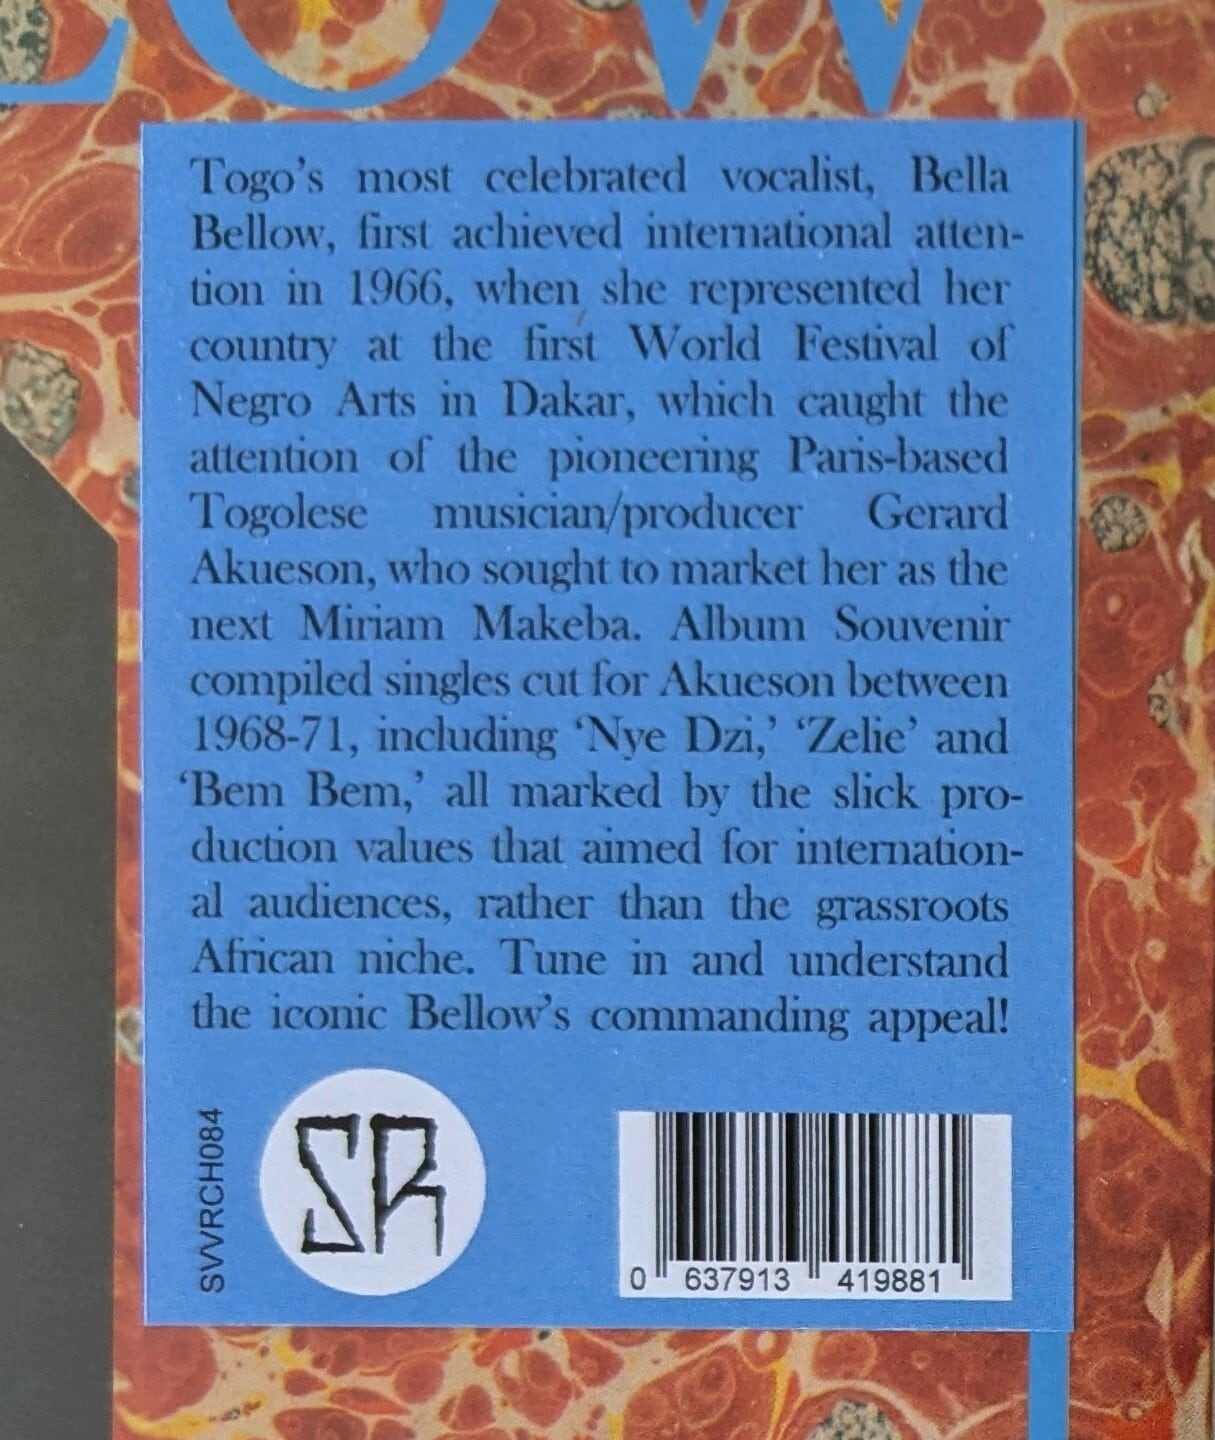 LOW
Togo's most celebrated vocalist, Bella
Bellow, first achieved international atten-
tion in 1966, when she represented her
country at the first World Festival of
Negro Arts in Dakar, which caught the
attention of the pioneering Paris-based
Togolese musician/producer Gerard
Akueson, who sought to market her as the
next Miriam Makeba. Album Souvenir
compiled singles cut for Akueson between
1968-71, including ‘Nye Dzi,’ ‘Zelie’ and
‘Bem Bem,’ all marked by the slick pro-
duction values that aimed for internation-
al audiences, rather than the grassroots
African niche. Tune in and understand
the iconic Bellow's commanding appeal!
SVVRCH084
SR
0 637913 419881